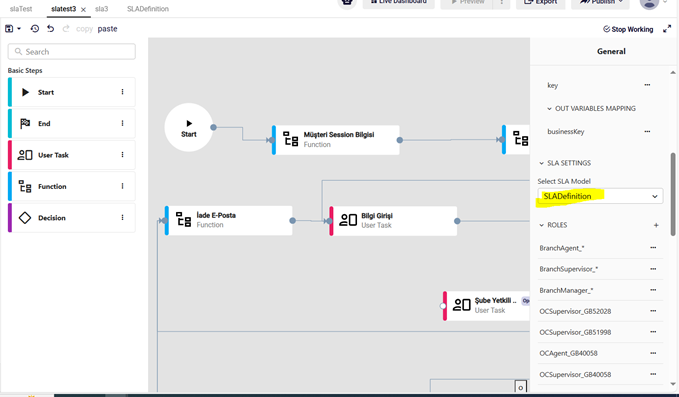 slaTest
slatest3
sla3
SLADefinition
Live Dashboard
Preview
Export
Publish
copy
paste
Stop Working
Search
Basic Steps
Start
End
User Task
Function
Decision
Start
Müşteri Session Bilgisi
Function
İade E-Posta
Function
Bilgi Girişi
User Task
Şube Yetkili ..
Op
User Task
General
key
OUT VARIABLES MAPPING
businessKey
SLA SETTINGS
Select SLA Model
SLADefinition
ROLES
BranchAgent_*
BranchSupervisor_*
BranchManager_*
OCSupervisor_GB52028
OCSupervisor_GB51998
OCAgent_GB40058
OCSupervisor_GB40058